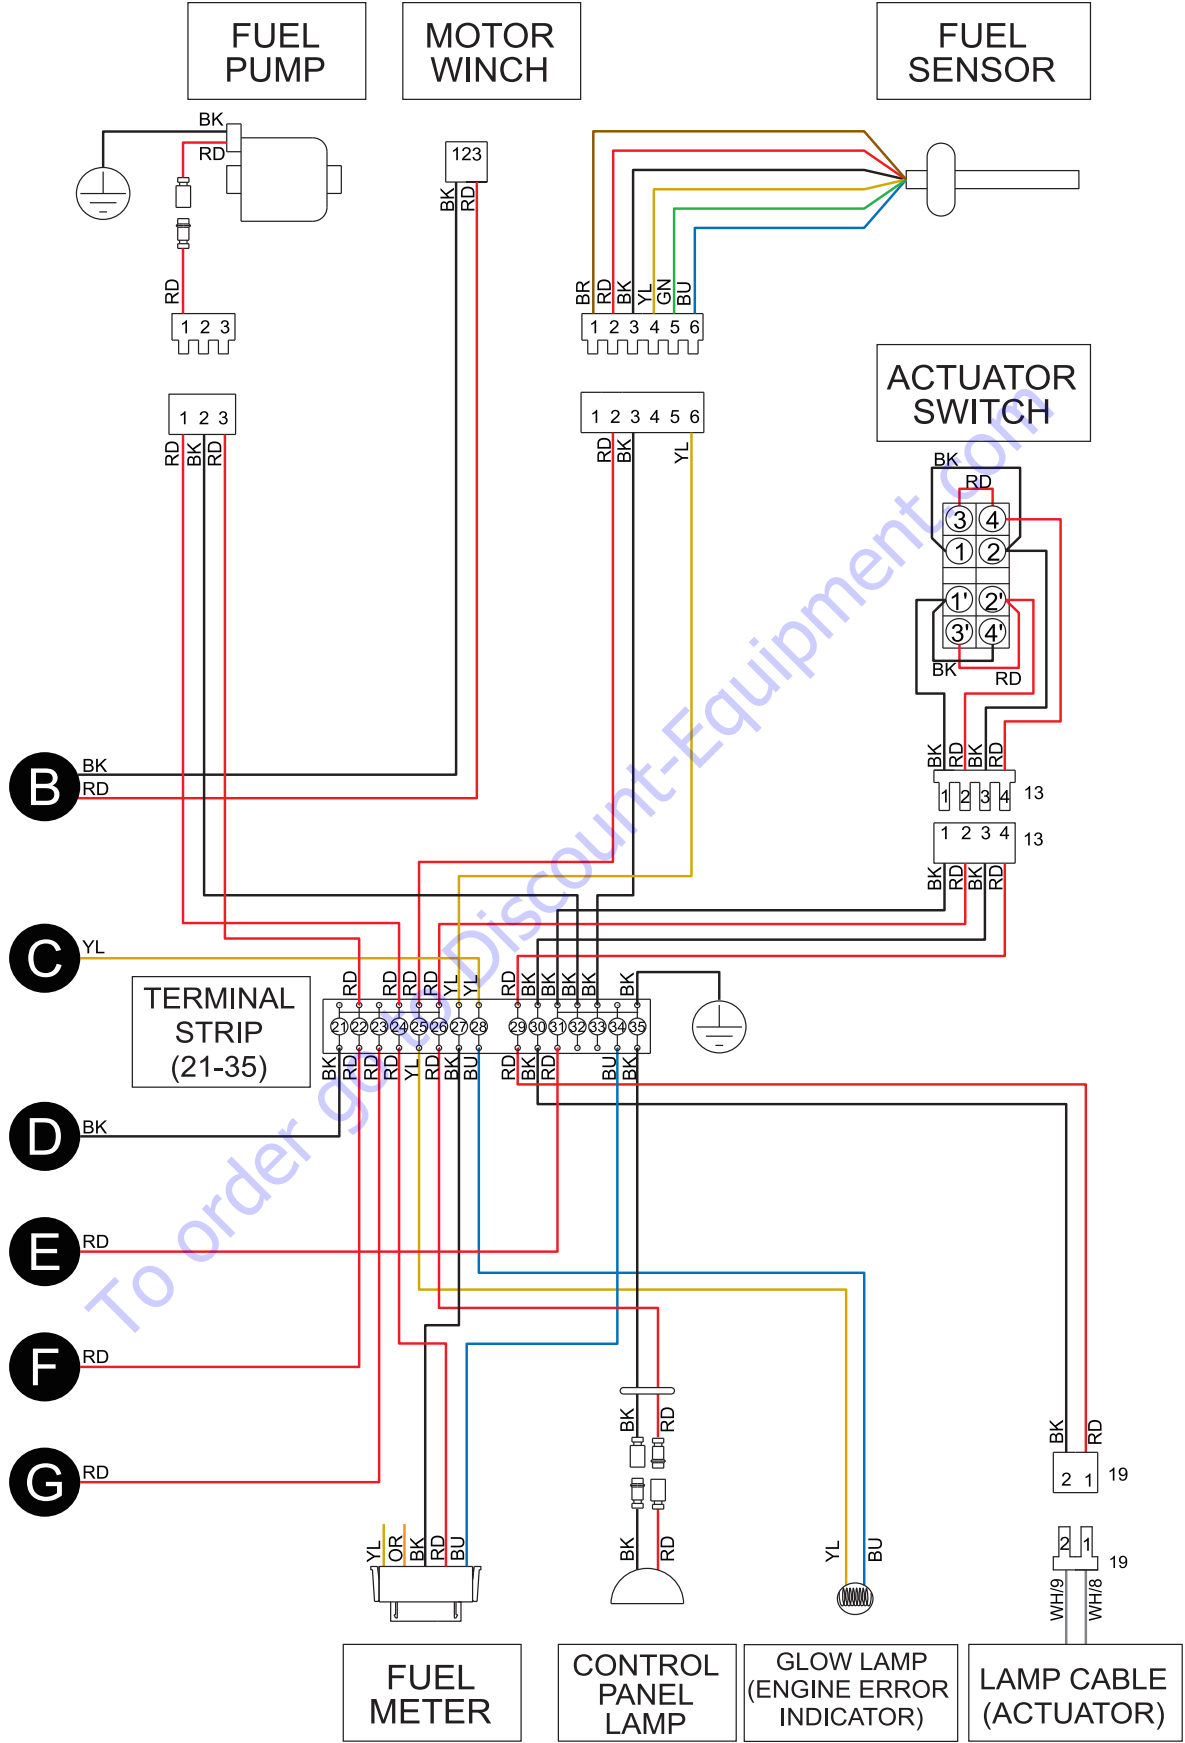 FUEL
PUMP
MOTOR
WINCH
FUEL
SENSOR
BK
RD
123
BK
RD
RD
1 2 3
BR
RD
BK
YL
GN
BU
1 2 3 4 5 6
ACTUATOR
SWITCH
1 2 3
RD
BK
RD
1 2 3 4 5 6
RD
BK
YL
BK
RD
3 4
1 2
1' 2'
3' 4'
BK
RD
BK
RD
BK
RD
1 2 3 4
13
1 2 3 4
13
BK
RD
BK
RD
B
BK
RD
C
YL
TERMINAL
STRIP
(21-35)
RD
RD
RD
RD
YL
YL
RD
BK
BK
BK
BK
BK
21 22 23 24 25 26 27 28 29 30 31 32 33 34 35
BK
RD
RD
RD
YL
RD
BK
BU
RD
BK
RD
BU
BK
D
BK
E
RD
F
RD
G
RD
BK
RD
BK
RD
2 1
19
2 1
19
WH/9
WH/8
YL
OR
BK
RD
BU
BK
RD
YL
BU
FUEL
METER
CONTROL
PANEL
LAMP
GLOW LAMP
(ENGINE ERROR
INDICATOR)
LAMP CABLE
(ACTUATOR)
To order go to Discount-Equipment.com